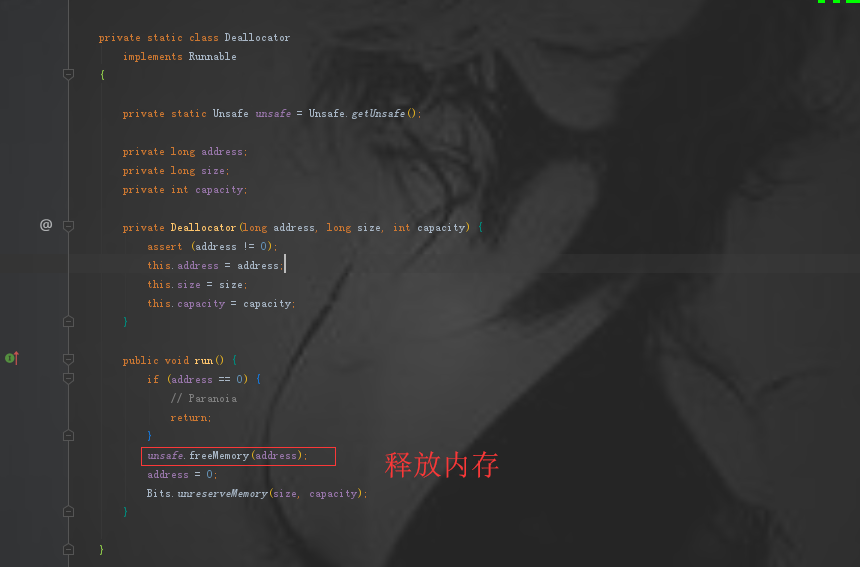 private static class Deallocator
implements Runnable
{
private static Unsafe unsafe = Unsafe.getUnsafe();
private long address;
private long size;
private int capacity;
@
private Deallocator(long address, long size, int capacity) {
assert (address != 0);
this.address = address;
this.size = size;
this.capacity = capacity;
}
public void run() {
if (address == 0) {
// Paranoia
return;
}
unsafe.freeMemory(address);
释放内存
address = 0;
Bits.unreserveMemory(size, capacity);
}
}